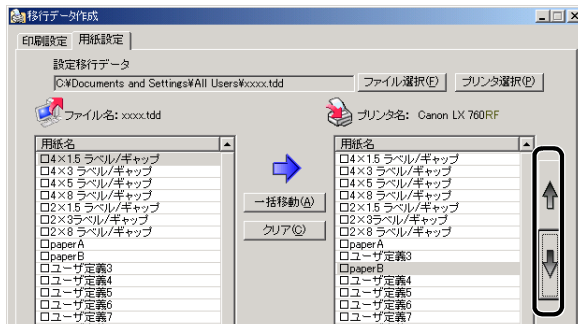 移行データ作成
印刷設定 用紙設定
設定移行データ
C:¥Documents and Settings¥All Users¥xxxx.tdd ファイル選択(F) プリンタ選択(P)
ファイル名: xxxx.tdd プリンタ名: Canon LX 760RF
用紙名 用紙名
□4×1.5 ラベル/ギャップ □4×1.5 ラベル/ギャップ
□4×3 ラベル/ギャップ □4×3 ラベル/ギャップ
□4×5 ラベル/ギャップ □4×5 ラベル/ギャップ
□4×8 ラベル/ギャップ □4×8 ラベル/ギャップ
□2×1.5 ラベル/ギャップ 一括移動(A) □2×1.5 ラベル/ギャップ
□2×3ラベル/ギャップ □2×3ラベル/ギャップ
□2×8 ラベル/ギャップ クリア(C) □2×8 ラベル/ギャップ
□paperA □paperA
□paperB □ユーザ定義3
□ユーザ定義3 □paperB
□ユーザ定義4 □ユーザ定義4
□ユーザ定義5 □ユーザ定義5
□ユーザ定義6 □ユーザ定義6
□ユーザ定義7 □ユーザ定義7